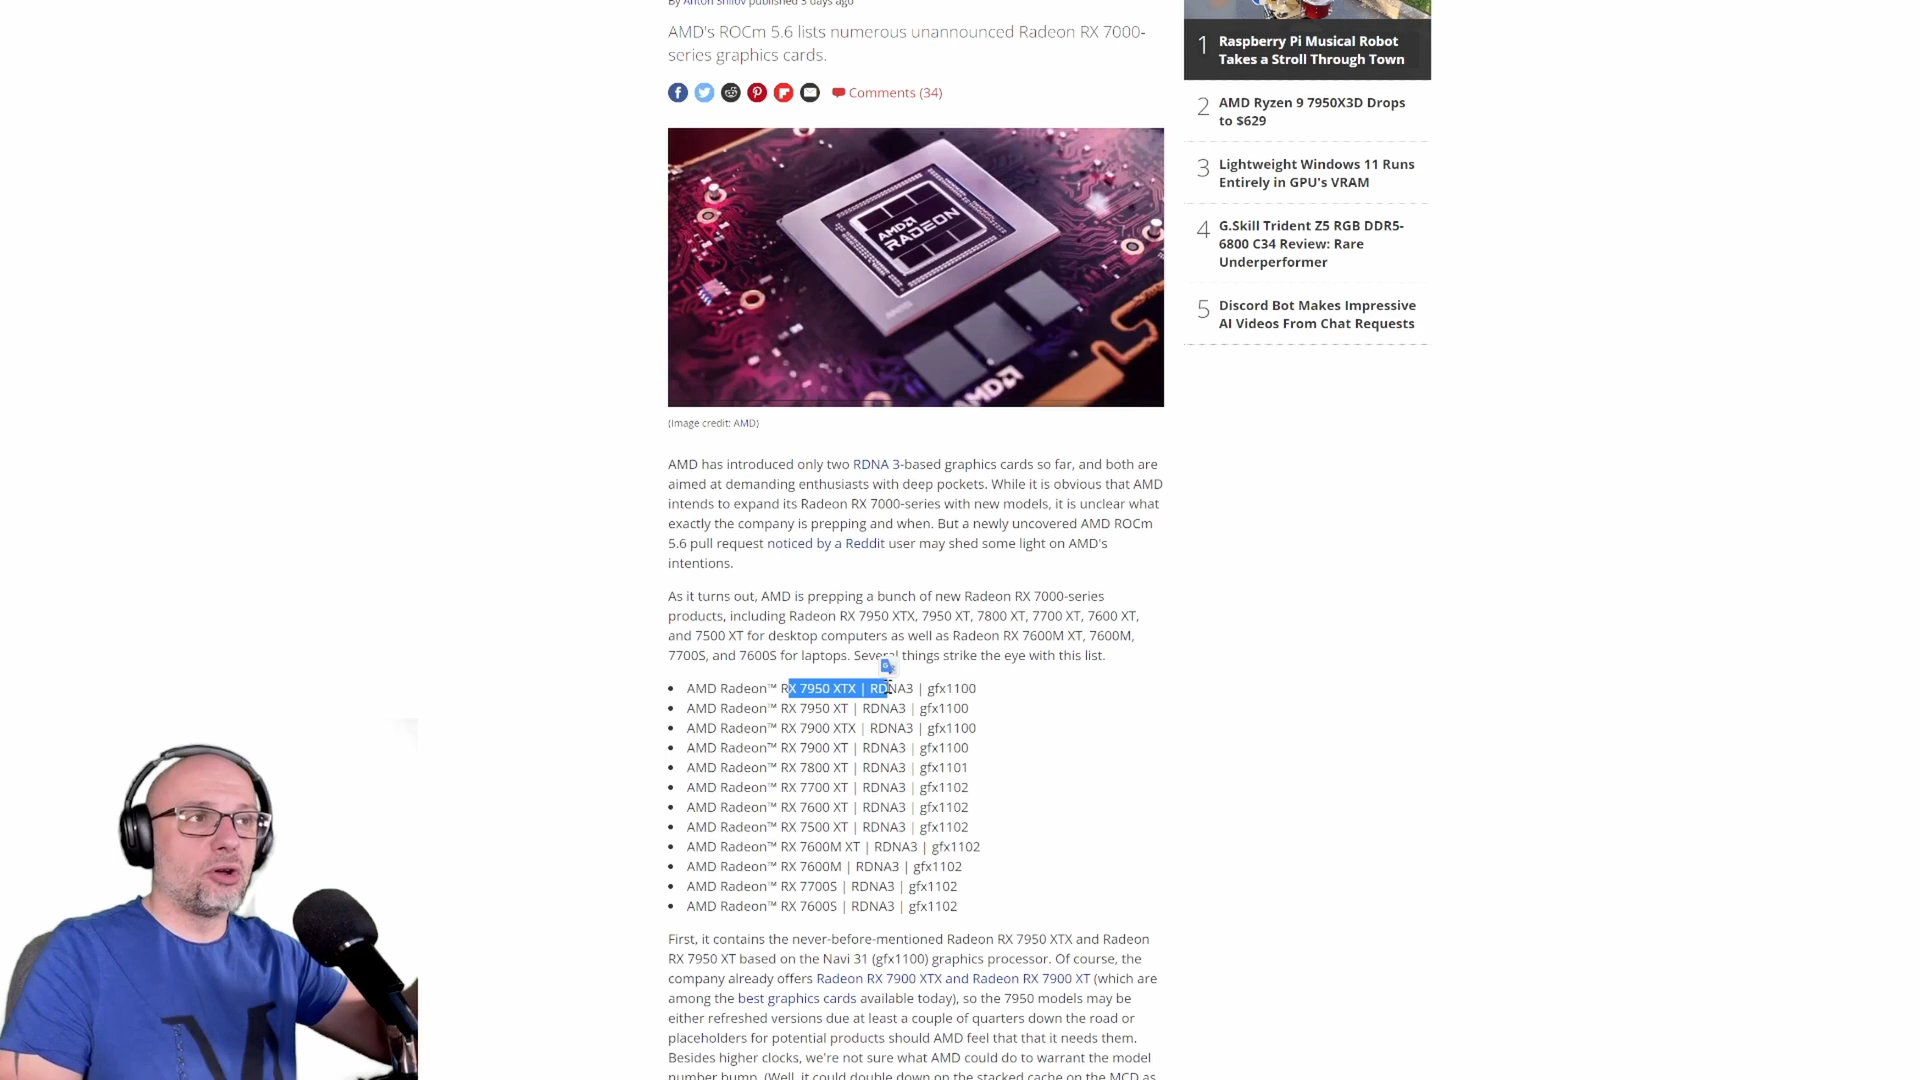 By Anton Shilov published 3 days ago
AMD's ROCm 5.6 lists numerous unannounced Radeon RX 7000-
series graphics cards.
Comments (34)
AMD
RADEON
AMD
(Image credit: AMD)
AMD has introduced only two RDNA 3-based graphics cards so far, and both are
aimed at demanding enthusiasts with deep pockets. While it is obvious that AMD
intends to expand its Radeon RX 7000-series with new models, it is unclear what
exactly the company is prepping and when. But a newly uncovered AMD ROCm
5.6 pull request noticed by a Reddit user may shed some light on AMD's
intentions.
As it turns out, AMD is prepping a bunch of new Radeon RX 7000-series
products, including Radeon RX 7950 XTX, 7950 XT, 7800 XT, 7700 XT, 7600 XT,
and 7500 XT for desktop computers as well as Radeon RX 7600M XT, 7600M,
7700S, and 7600S for laptops. Several things strike the eye with this list.
• AMD Radeon™ RX 7950 XTX | RDNA3 | gfx1100
• AMD Radeon™ RX 7950 XT | RDNA3 | gfx1100
• AMD Radeon™ RX 7900 XTX | RDNA3 | gfx1100
• AMD Radeon™ RX 7900 XT | RDNA3 | gfx1100
• AMD Radeon™ RX 7800 XT | RDNA3 | gfx1101
• AMD Radeon™ RX 7700 XT | RDNA3 | gfx1102
• AMD Radeon™ RX 7600 XT | RDNA3 | gfx1102
• AMD Radeon™ RX 7500 XT | RDNA3 | gfx1102
• AMD Radeon™ RX 7600M XT | RDNA3 | gfx1102
• AMD Radeon™ RX 7600M | RDNA3 | gfx1102
• AMD Radeon™ RX 7700S | RDNA3 | gfx1102
• AMD Radeon™ RX 7600S | RDNA3 | gfx1102
First, it contains the never-before-mentioned Radeon RX 7950 XTX and Radeon
RX 7950 XT based on the Navi 31 (gfx1100) graphics processor. Of course, the
company already offers Radeon RX 7900 XTX and Radeon RX 7900 XT (which are
among the best graphics cards available today), so the 7950 models may be
either refreshed versions due at least a couple of quarters down the road or
placeholders for potential products should AMD feel that that it needs them.
Besides higher clocks, we're not sure what AMD could do to warrant the model
number bump. (Well, it could double down on the stacked cache on the MCD as
1 Raspberry Pi Musical Robot
Takes a Stroll Through Town
2 AMD Ryzen 9 7950X3D Drops
to $629
3 Lightweight Windows 11 Runs
Entirely in GPU's VRAM
4 G.Skill Trident Z5 RGB DDR5-
6800 C34 Review: Rare
Underperformer
5 Discord Bot Makes Impressive
AI Videos From Chat Requests